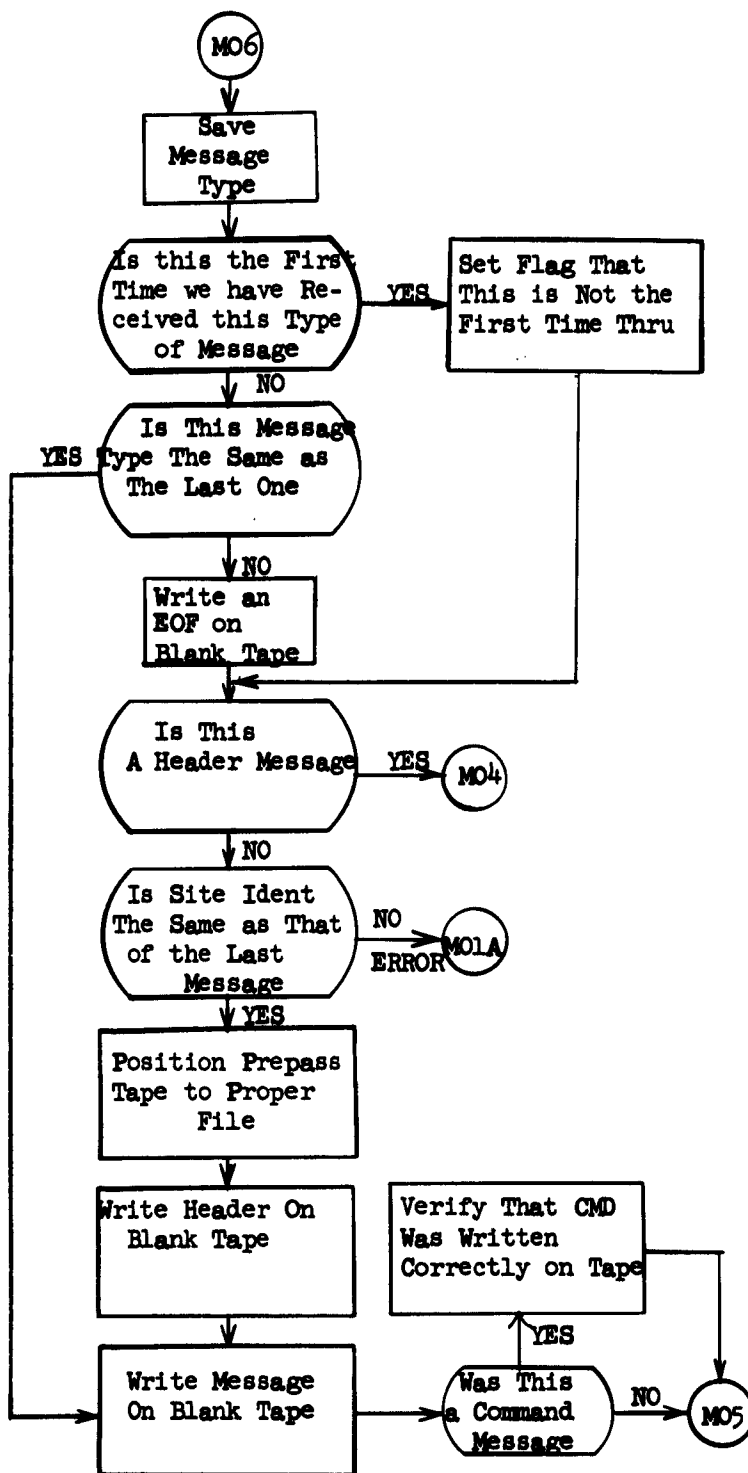 MO6
Save
Message
Type
Is this the First
Time we have Re-
ceived this Type
of Message
YES
Set Flag That
This is Not the
First Time Thru
NO
Is This Message
YES Type The Same as
The Last One
NO
Write an
EOF on
Blank Tape
Is This
A Header Message
YES
MO4
NO
Is Site Ident
The Same as That
of the Last
Message
NO
ERROR
MO1A
YES
Position Prepass
Tape to Proper
File
Write Header On
Blank Tape
Verify That CMD
Was Written
Correctly on Tape
YES
Write Message
On Blank Tape
Was This
a Command
Message
NO
MO5